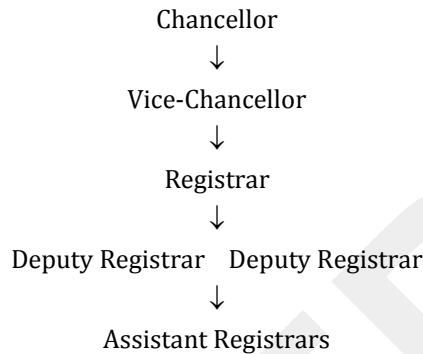 Chancellor
↓
Vice-Chancellor
↓
Registrar
↓
Deputy Registrar Deputy Registrar
↓
Assistant Registrars